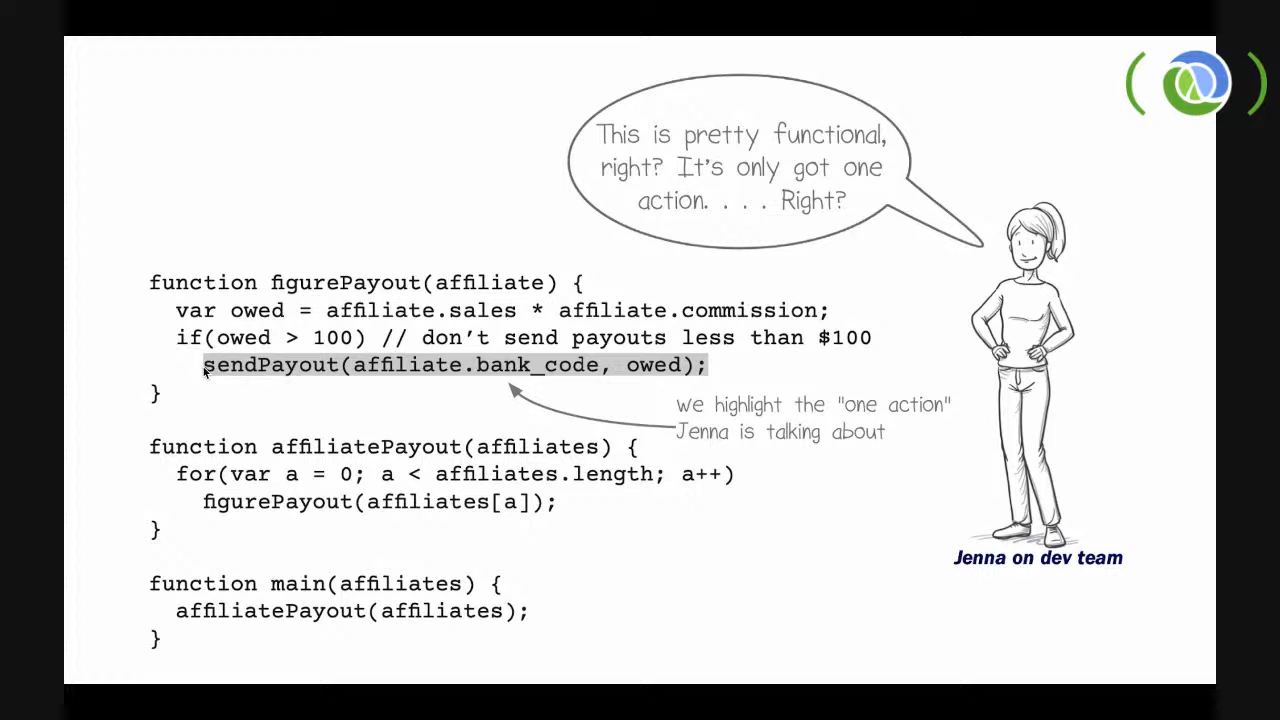 This is pretty functional,
right? It's only got one
action. . . . Right?
function figurePayout(affiliate) {
var owed = affiliate.sales * affiliate.commission;
if(owed > 100) // don't send payouts less than $100
sendPayout(affiliate.bank_code, owed);
}
we highlight the "one action"
Jenna is talking about
function affiliatePayout(affiliates) {
for(var a = 0; a < affiliates.length; a++)
figurePayout(affiliates[a]);
}
Jenna on dev team
function main(affiliates) {
affiliatePayout(affiliates);
}